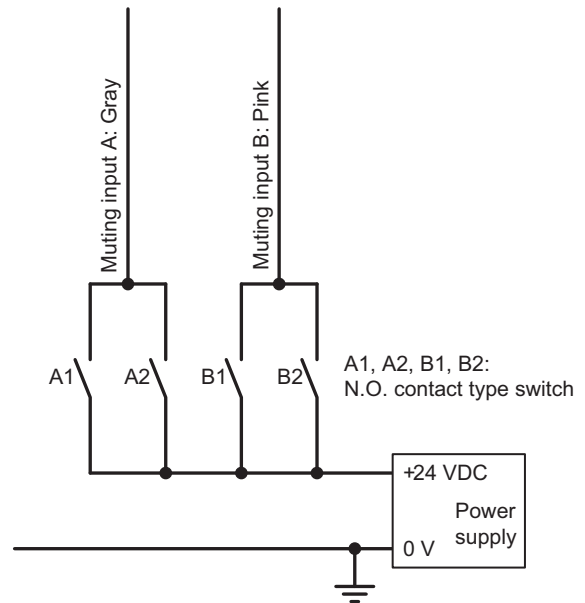 Muting input A: Gray
Muting input B: Pink
A1
A2
B1
B2
A1, A2, B1, B2:
N.O. contact type switch
+24 VDC
Power
supply
0 V